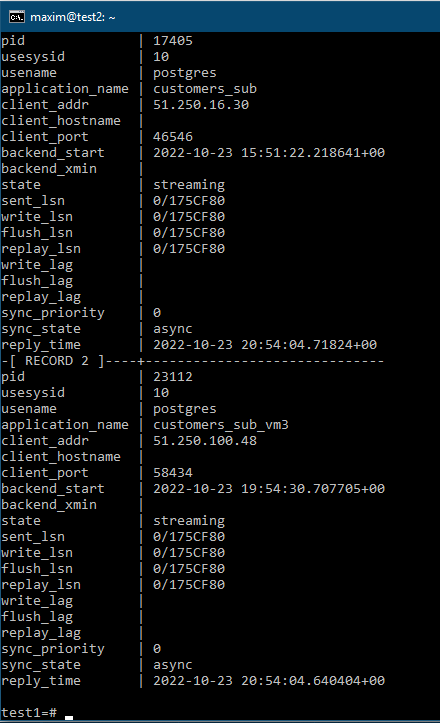 maxim@test2: ~
pid | 17405
usesysid | 10
usename | postgres
application_name | customers_sub
client_addr | 51.250.16.30
client_hostname |
client_port | 46546
backend_start | 2022-10-23 15:51:22.218641+00
backend_xmin |
state | streaming
sent_lsn | 0/175CF80
write_lsn | 0/175CF80
flush_lsn | 0/175CF80
replay_lsn | 0/175CF80
write_lag |
flush_lag |
replay_lag |
sync_priority | 0
sync_state | async
reply_time | 2022-10-23 20:54:04.71824+00
-[ RECORD 2 ]----+------------------------------
pid | 23112
usesysid | 10
usename | postgres
application_name | customers_sub_vm3
client_addr | 51.250.100.48
client_hostname |
client_port | 58434
backend_start | 2022-10-23 19:54:30.707705+00
backend_xmin |
state | streaming
sent_lsn | 0/175CF80
write_lsn | 0/175CF80
flush_lsn | 0/175CF80
replay_lsn | 0/175CF80
write_lag |
flush_lag |
replay_lag |
sync_priority | 0
sync_state | async
reply_time | 2022-10-23 20:54:04.640404+00
test1=#